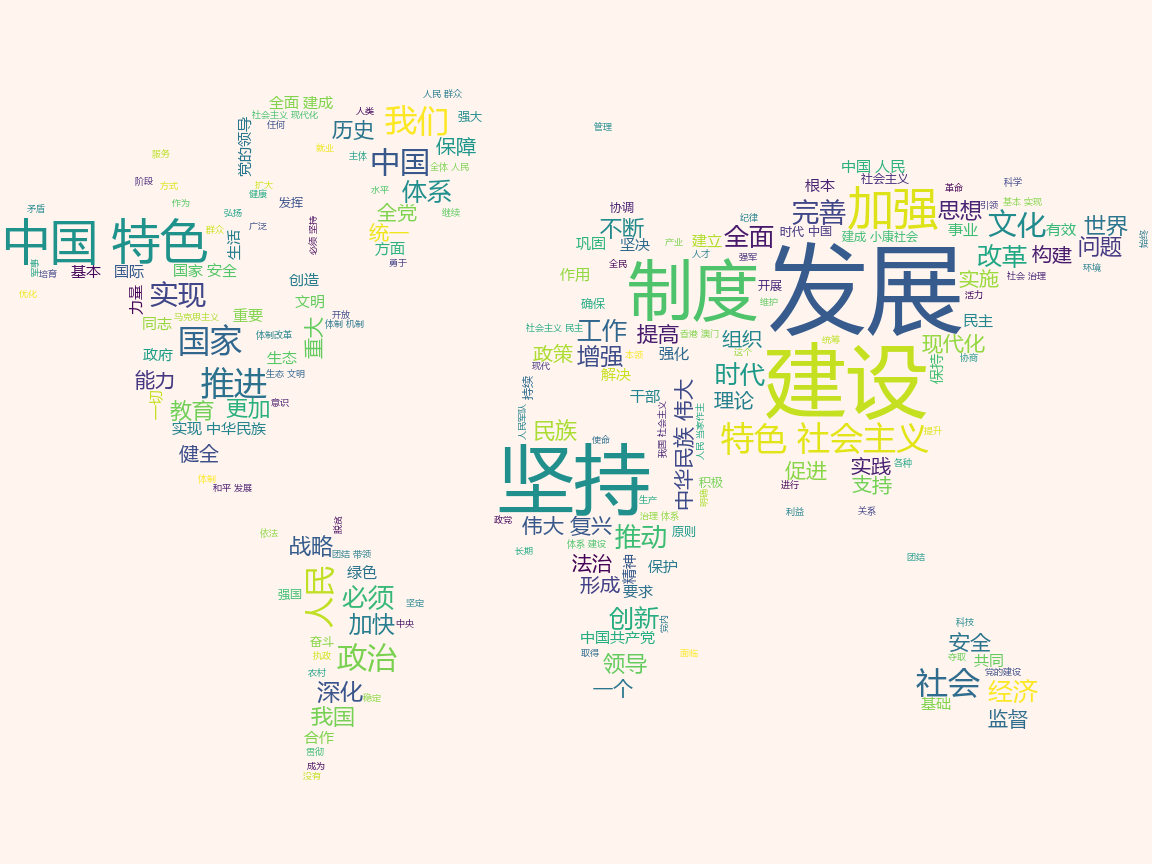 人民 群众
全面 建成
社会主义 现代化
人类
任何
我们
强大
管理
历史
党的领导
就业
主体
保障
中国
全体 人民
服务
阶段
方式
扩大
健康
水平
体系
作为
发挥
矛盾
弘扬
全党
继续
广泛
群众
必须 坚持
统一
中国 特色
生活
方面
勇于
培育
基本
国际
国家 安全
创造
优化
力量
实现
文明
马克思主义
重要
开放
同志
体制 机制
国家
体制改革
重大
政府
生态
能力
推进
生态 文明
一切
教育
更加
意识
实现 中华民族
健全
体制
和平 发展
中国 人民
社会主义
根本
革命
科学
协调
纪律
完善
加强
思想
引领
基本 实现
文化
世界
不断
时代 中国
事业
有效
巩固
坚决
产业
建立
全面
建成 小康社会
问题
人才
强军
改革
构建
环境
全民
制度
发展
作用
开展
实施
社会 治理
确保
维护
活力
社会主义 民主
工作
提高
香港 澳门
组织
民主
统筹
现代化
政策
增强
强化
这个
协商
现代
解决
建设
时代
保持
持续
干部
理论
人民军队
民族
我国 社会主义
中华民族 伟大
人民 当家作主
特色 社会主义
提升
使命
坚持
促进
实践
各种
积极
进行
支持
生产
利益
关系
政党
伟大 复兴
治理 体系
推动
原则
长期
体系 建设
法治
精神
保护
团结
形成
要求
创新
党内
中国共产党
取得
领导
面临
一个
依法
战略
团结 带领
人民
绿色
强国
必须
坚定
加快
中央
奋斗
执政
政治
农村
深化
稳定
我国
合作
贯彻
成为
没有
科技
安全
夺取
共同
社会
党的建设
经济
基础
监督